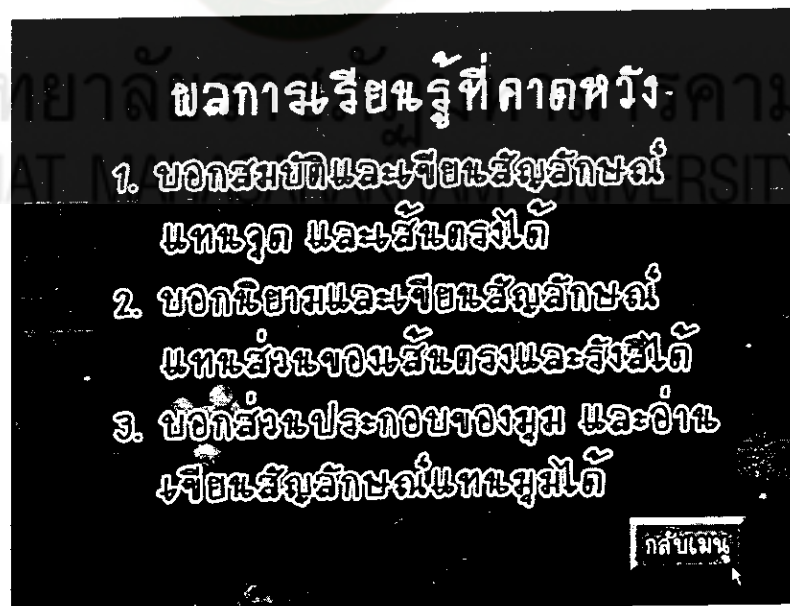 ผลการเรียนรู้ที่คาดหวัง
1. บอกสมบัติและเขียนสัญลักษณ์
แทนจุด และเส้นตรงได้
2. บอกนิยามและเขียนสัญลักษณ์
แทนส่วนของเส้นตรงและรังสีได้
3. บอกส่วนประกอบของมุม และอ่าน
เขียนสัญลักษณ์แทนมุมได้
กลับเมนู